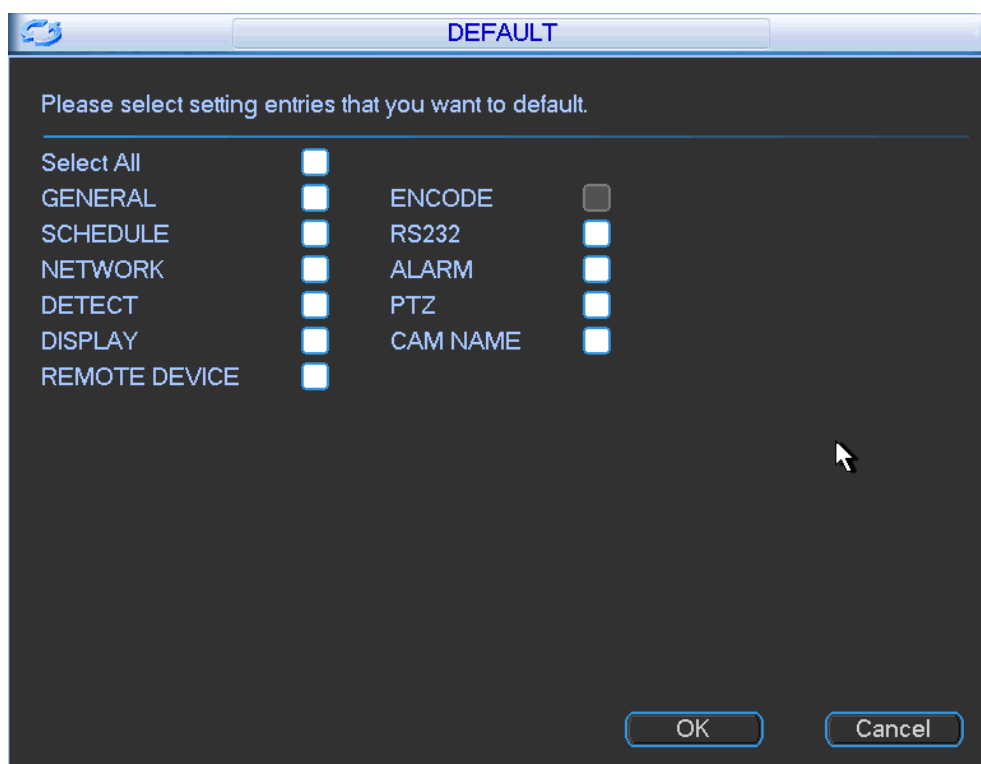 DEFAULT
Please select setting entries that you want to default.
Select All
GENERAL ENCODE
SCHEDULE RS232
NETWORK ALARM
DETECT PTZ
DISPLAY CAM NAME
REMOTE DEVICE
OK Cancel